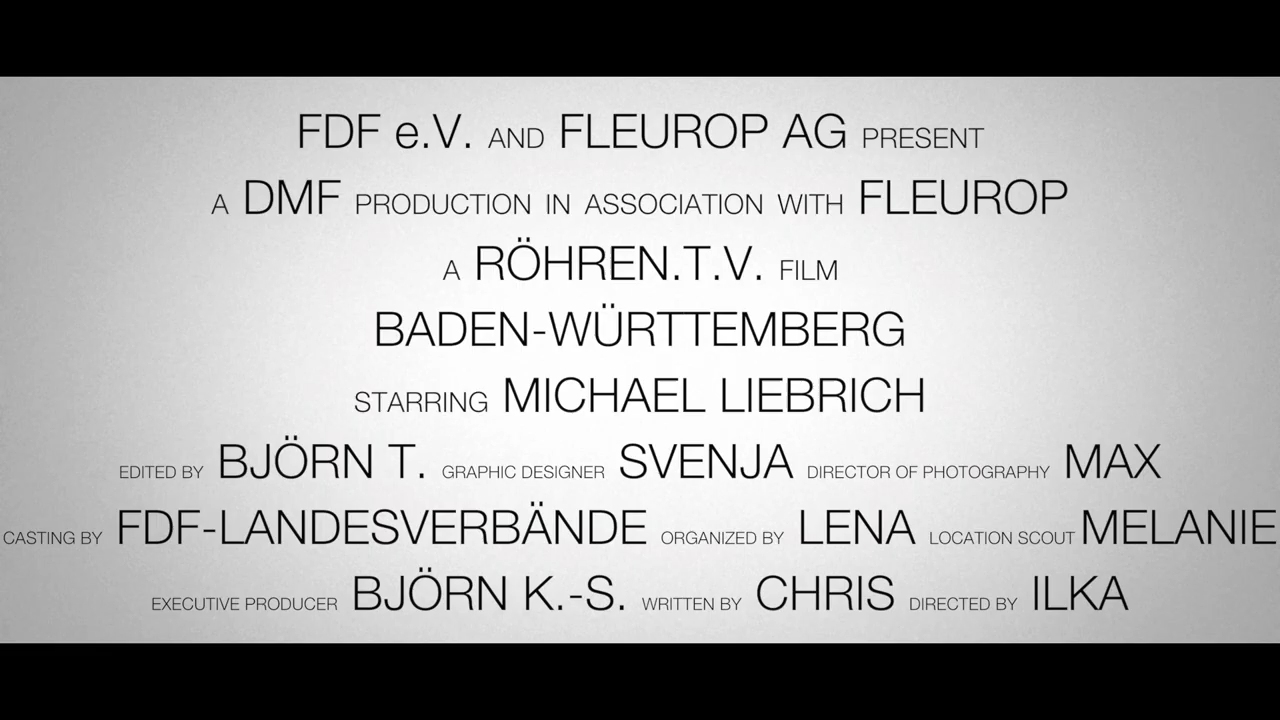 FDF e.V. AND FLEUROP AG PRESENT
A DMF PRODUCTION IN ASSOCIATION WITH FLEUROP
A RÖHREN.T.V. FILM
BADEN-WÜRTTEMBERG
STARRING MICHAEL LIEBRICH
EDITED BY BJÖRN T. GRAPHIC DESIGNER SVENJA DIRECTOR OF PHOTOGRAPHY MAX
CASTING BY FDF-LANDESVERBÄNDE ORGANIZED BY LENA LOCATION SCOUT MELANIE
EXECUTIVE PRODUCER BJÖRN K.-S. WRITTEN BY CHRIS DIRECTED BY ILKA